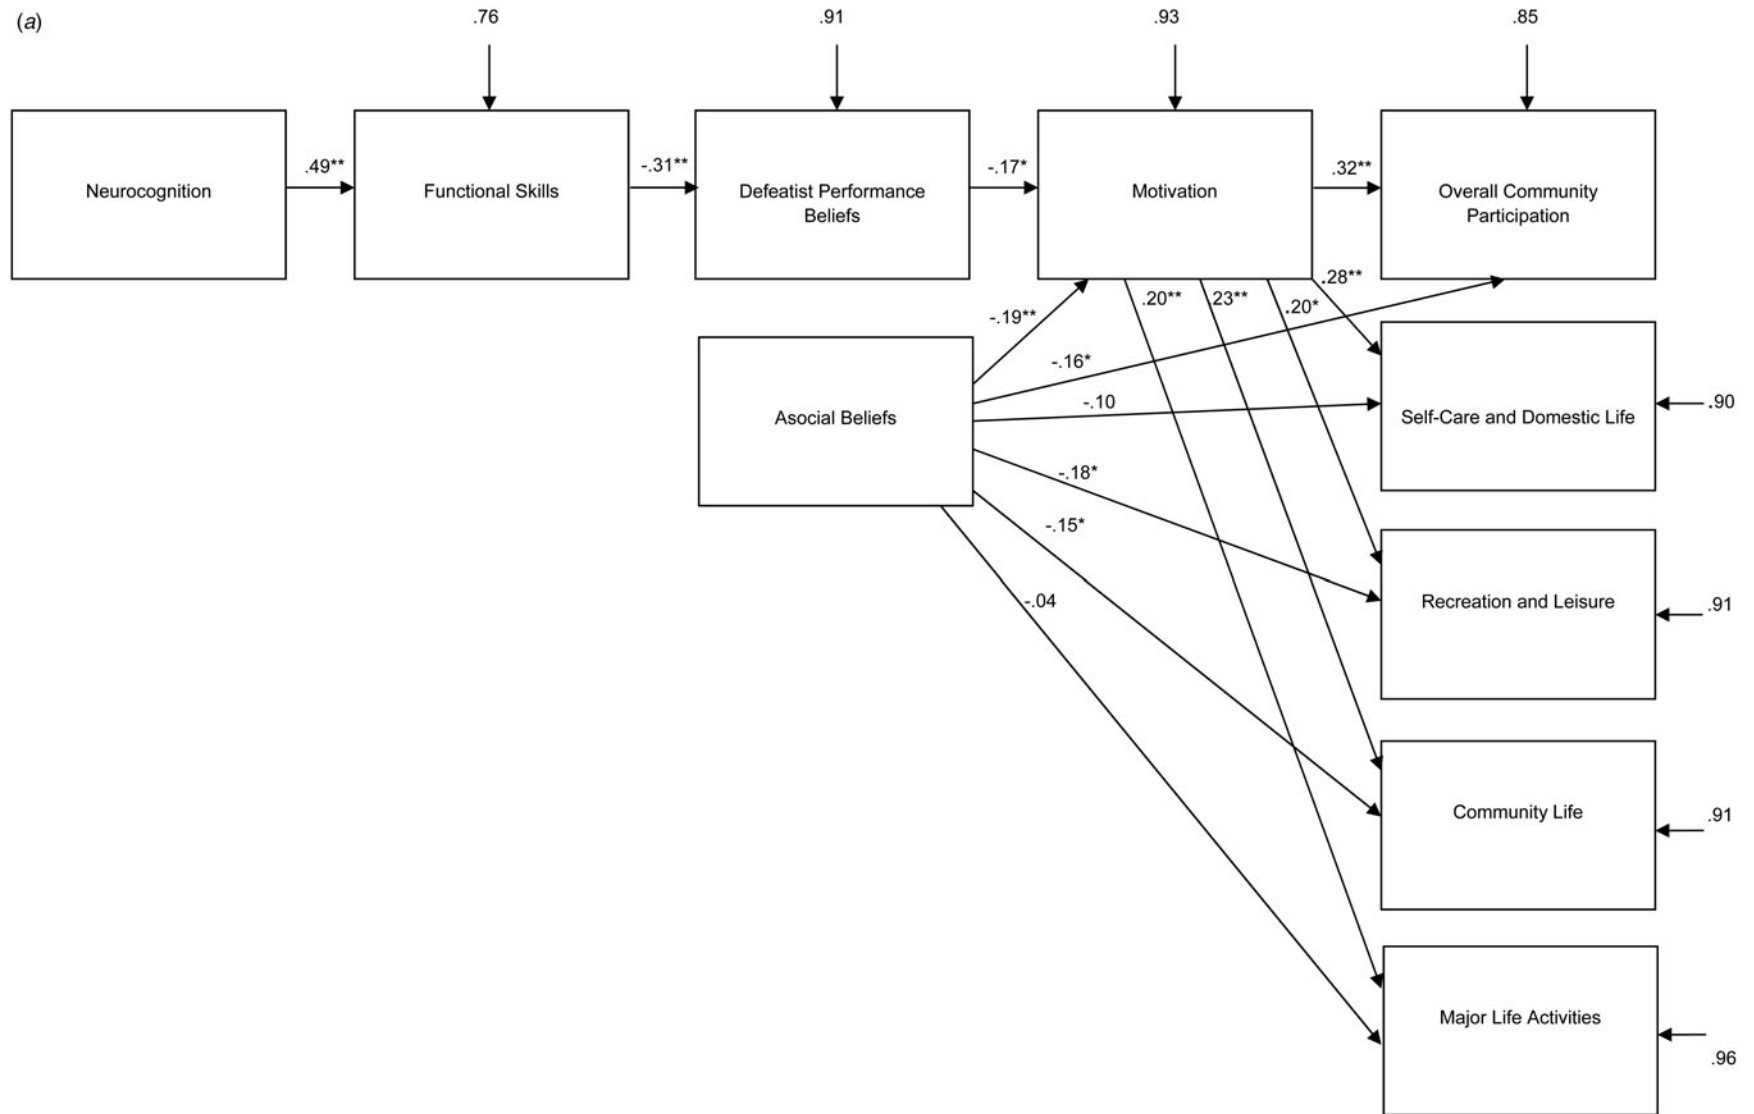 (a)
.76
.91
.93
.85
Neurocognition
.49**
Functional Skills
-.31**
Defeatist Performance
Beliefs
-.17*
Motivation
.32**
Overall Community
Participation
-.19**
.20**
.23**
.20*
.28**
Asocial Beliefs
-.16*
-.10
-.18*
-.15*
-.04
Self-Care and Domestic Life
.90
Recreation and Leisure
.91
Community Life
.91
Major Life Activities
.96